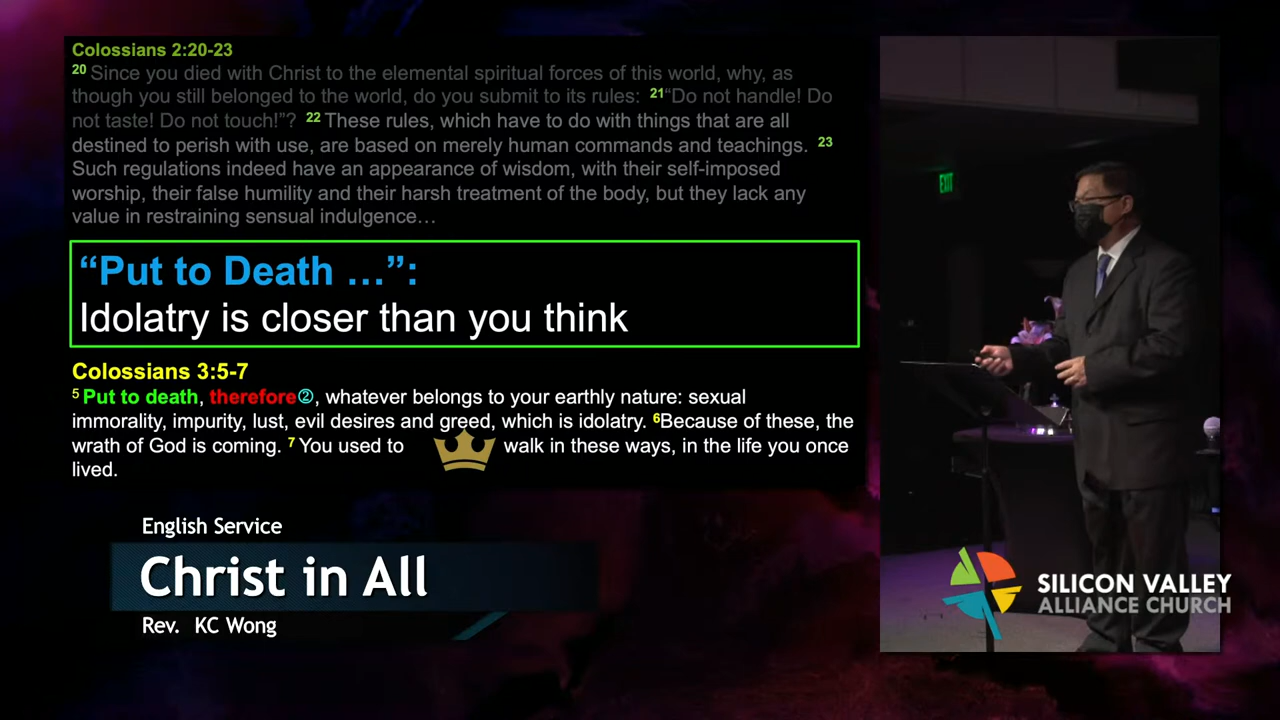 Colossians 2:20-23
20 Since you died with Christ to the elemental spiritual forces of this world, why, as
though you still belonged to the world, do you submit to its rules: 21“Do not handle! Do
not taste! Do not touch!”? 22 These rules, which have to do with things that are all
destined to perish with use, are based on merely human commands and teachings. 23
Such regulations indeed have an appearance of wisdom, with their self-imposed
worship, their false humility and their harsh treatment of the body, but they lack any
value in restraining sensual indulgence…
“Put to Death …”:
Idolatry is closer than you think
Colossians 3:5-7
5 Put to death, therefore②, whatever belongs to your earthly nature: sexual
immorality, impurity, lust, evil desires and greed, which is idolatry. 6Because of these, the
wrath of God is coming. 7 You used to walk in these ways, in the life you once
lived.
English Service
Christ in All
Rev. KC Wong
EXIT
SILICON VALLEY
ALLIANCE CHURCH